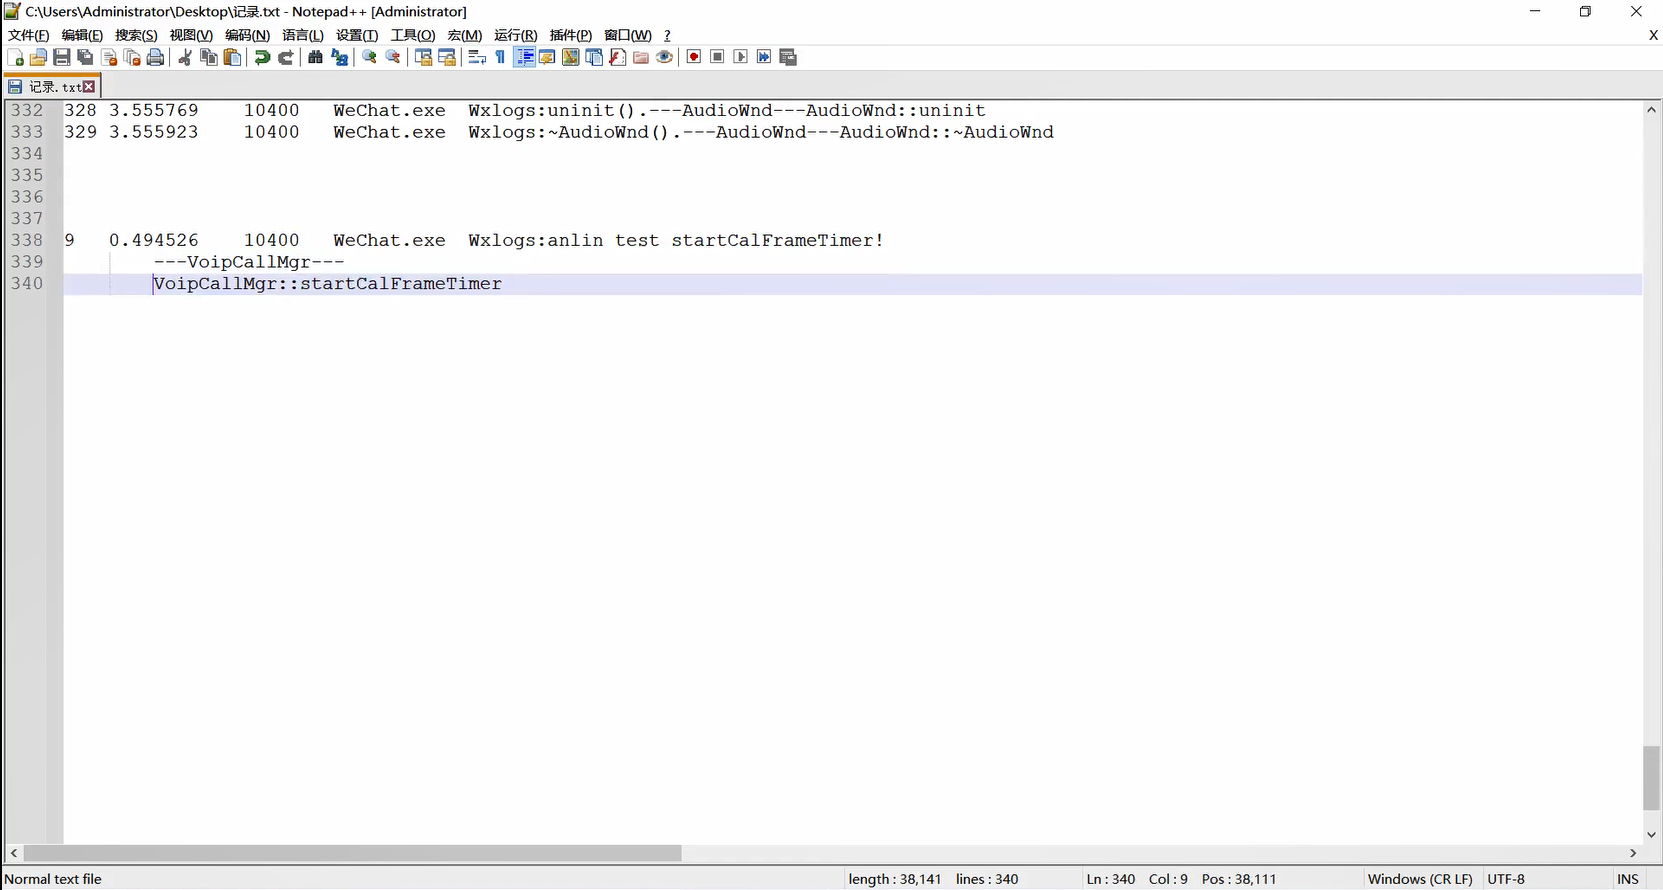 C:\Users\Administrator\Desktop\记录.txt - Notepad++ [Administrator]
文件(F) 编辑(E) 搜索(S) 视图(V) 编码(N) 语言(L) 设置(T) 工具(O) 宏(M) 运行(R) 插件(P) 窗口(W) ? X
记录.txt
332 328 3.555769 10400 WeChat.exe Wxlogs:uninit().---AudioWnd---AudioWnd::uninit
333 329 3.555923 10400 WeChat.exe Wxlogs:~AudioWnd().---AudioWnd---AudioWnd::~AudioWnd
334
335
336
337
338 9 0.494526 10400 WeChat.exe Wxlogs:anlin test startCalFrameTimer!
339 ---VoipCallMgr---
340 VoipCallMgr::startCalFrameTimer
Normal text file length : 38,141 lines : 340 Ln : 340 Col : 9 Pos : 38,111 Windows (CR LF) UTF-8 INS